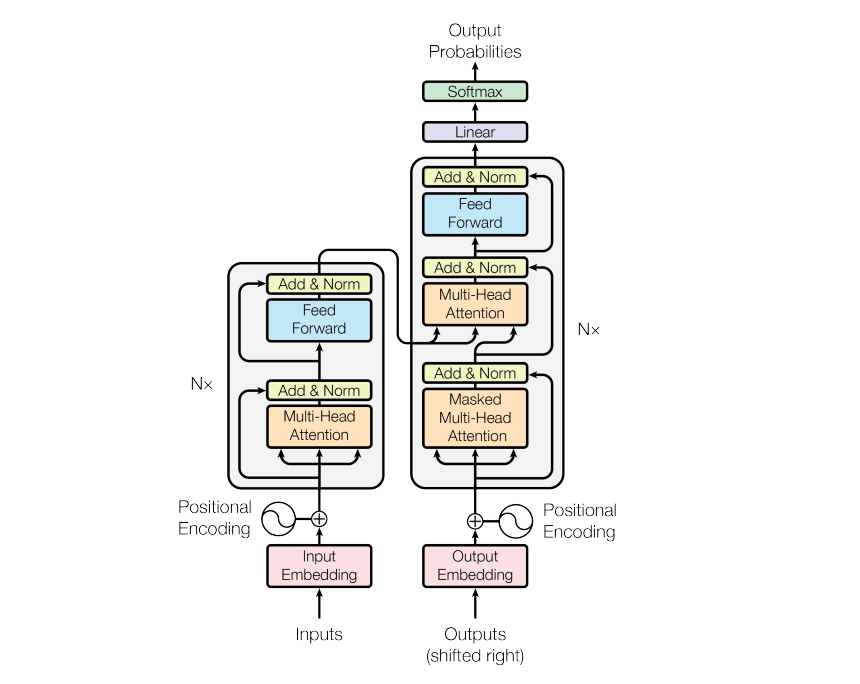 Output
Probabilities
Softmax
Linear
Add & Norm
Feed
Forward
Add & Norm
Multi-Head
Attention
Add & Norm
Masked
Multi-Head
Attention
N×
Add & Norm
Feed
Forward
Add & Norm
Multi-Head
Attention
N×
Positional
Encoding
Positional
Encoding
Input
Embedding
Output
Embedding
Inputs
Outputs
(shifted right)